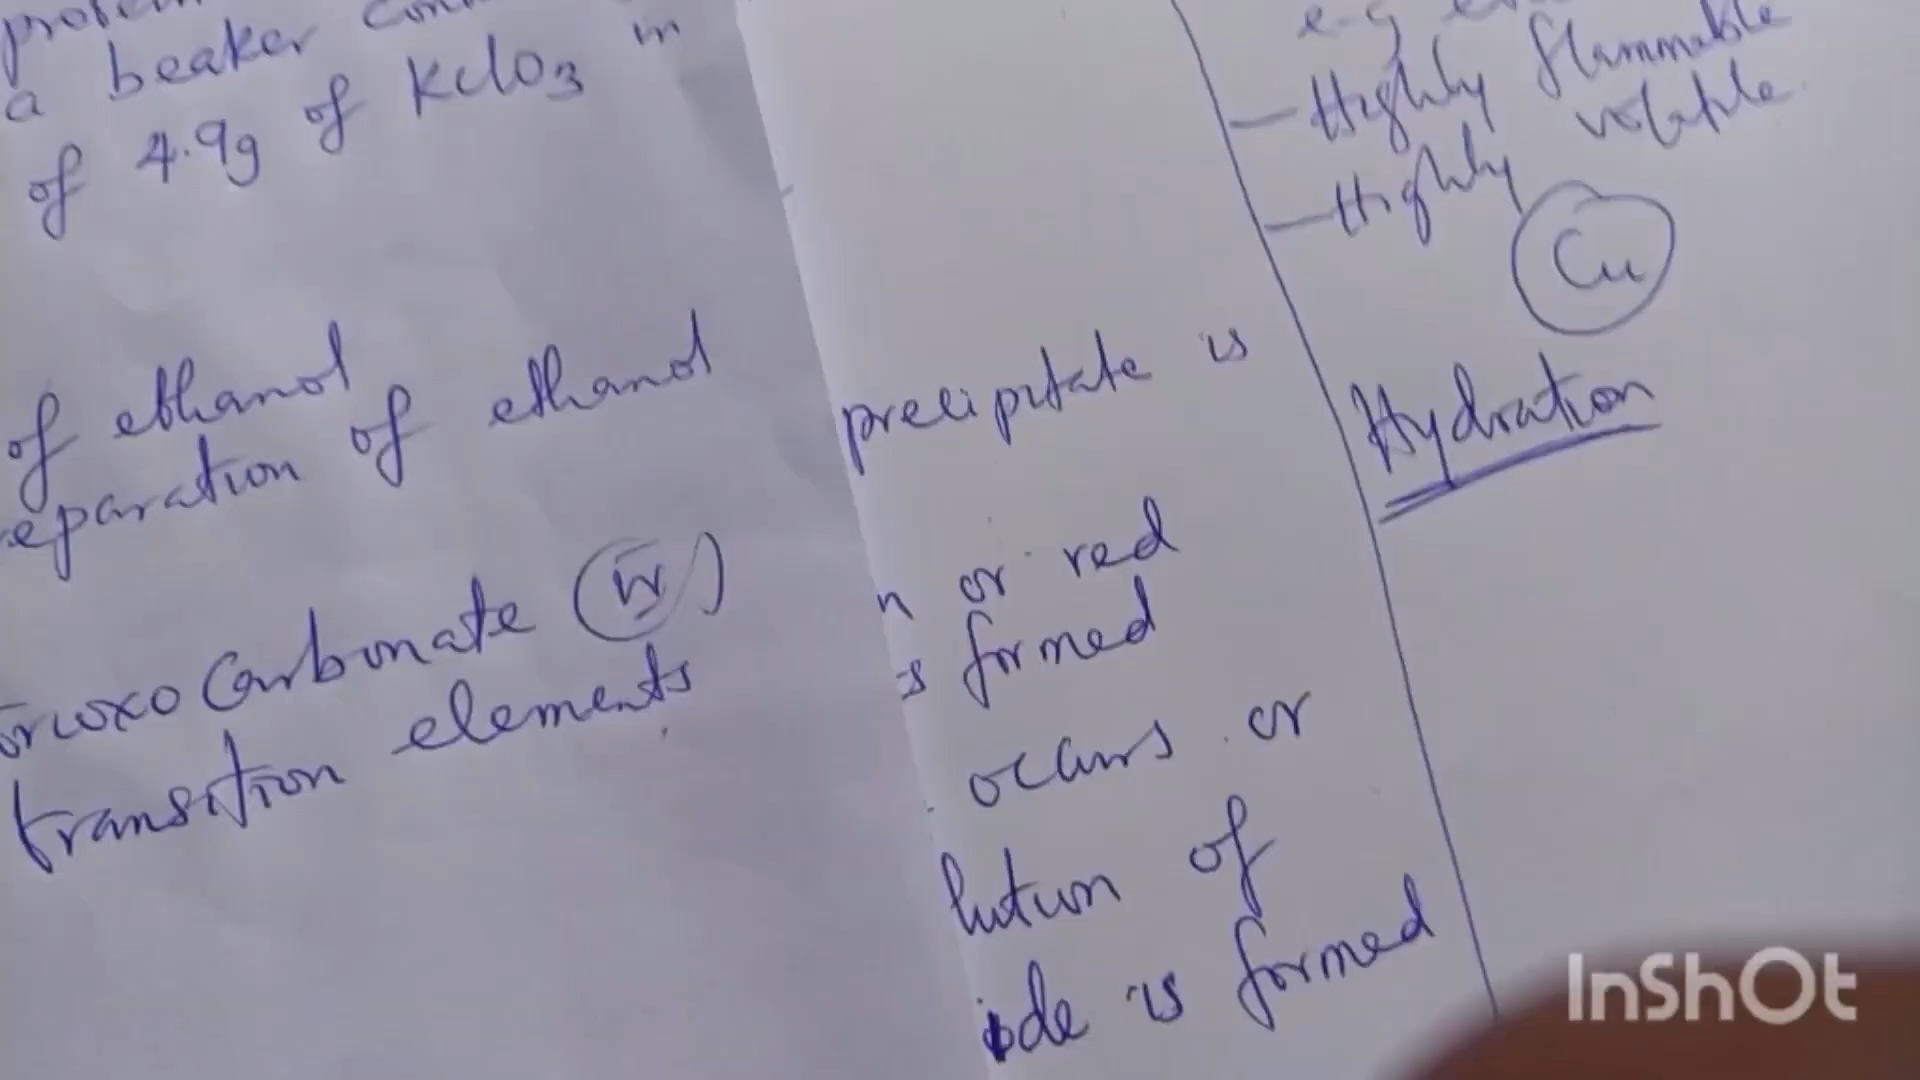 a beaker
of 4.9g of KClO3 in
of ethanol
eparation of ethanol
Carbonate (IV)
transition elements
precipitate is
n or red
s formed
occurs or
lution of
ide is formed
e.g
- Highly flammable
- Highly volatile
Cu
Hydration
InShOt